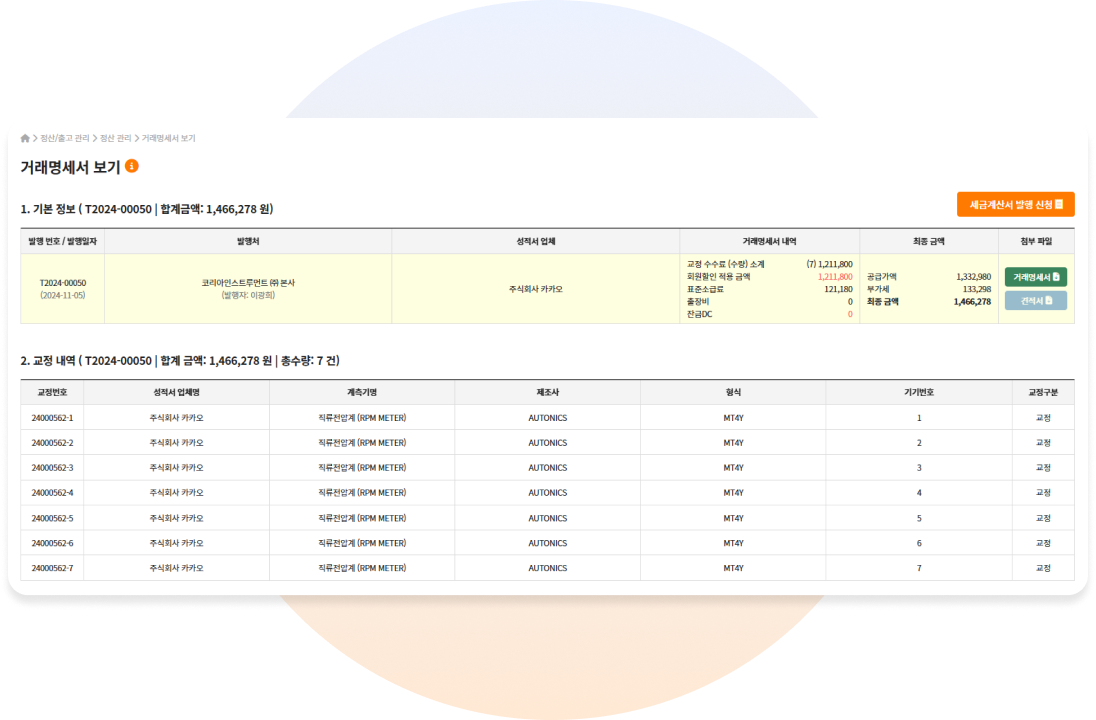 정산/출고 관리 > 정산 관리 > 거래명세서 보기
거래명세서 보기
1. 기본 정보 ( T2024-00050 | 합계금액: 1,466,278 원)
세금계산서 발행 신청
발행 번호 / 발행일자 발행처 성적서 업체 거래명세서 내역 최종 금액 첨부 파일
T2024-00050
(2024-11-05)
코리아인스트루먼트 ㈜ 본사
(발행자: 이광희)
주식회사 카카오
교정 수수료 (수량) 소계 (7) 1,211,800
회원할인 적용 금액 1,211,800
표준소급료 121,180
출장비 0
잔금DC 0
공급가액 1,332,980
부가세 133,298
최종 금액 1,466,278
거래명세서
견적서
2. 교정 내역 ( T2024-00050 | 합계 금액: 1,466,278 원 | 총수량: 7 건)
교정번호 성적서 업체명 계측기명 제조사 형식 기기번호 교정구분
24000562-1 주식회사 카카오 직류전압계 (RPM METER) AUTONICS MT4Y 1 교정
24000562-2 주식회사 카카오 직류전압계 (RPM METER) AUTONICS MT4Y 2 교정
24000562-3 주식회사 카카오 직류전압계 (RPM METER) AUTONICS MT4Y 3 교정
24000562-4 주식회사 카카오 직류전압계 (RPM METER) AUTONICS MT4Y 4 교정
24000562-5 주식회사 카카오 직류전압계 (RPM METER) AUTONICS MT4Y 5 교정
24000562-6 주식회사 카카오 직류전압계 (RPM METER) AUTONICS MT4Y 6 교정
24000562-7 주식회사 카카오 직류전압계 (RPM METER) AUTONICS MT4Y 7 교정